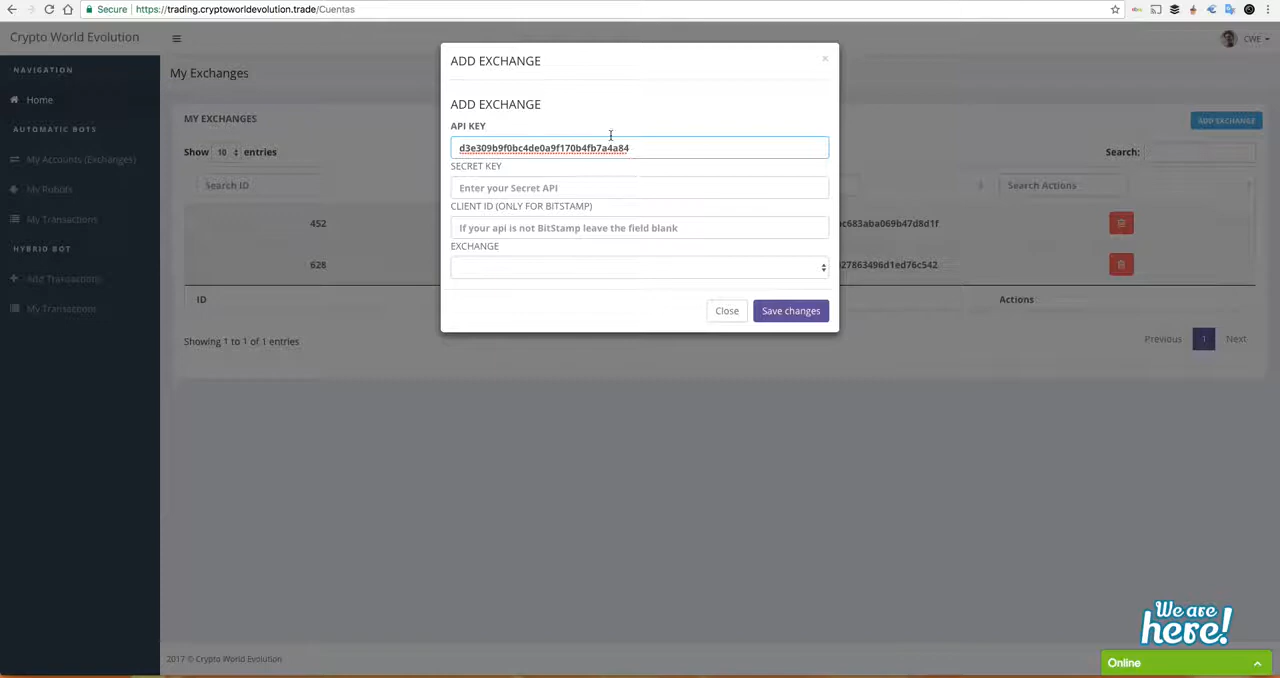 Secure
https://trading.cryptoworldevolution.trade/Cuentas
Crypto World Evolution
CWE
NAVIGATION
Home
AUTOMATIC BOTS
My Accounts (Exchanges)
My Robots
My Transactions
HYBRID BOT
Add Transactions
My Transactions
My Exchanges
MY EXCHANGES
ADD EXCHANGE
Show 10 entries
Search:
Search ID
Search Actions
452
c683aba069b47d8d1f
628
27863496d1ed76c542
ID
Actions
Showing 1 to 1 of 1 entries
Previous 1 Next
ADD EXCHANGE
×
ADD EXCHANGE
API KEY
d3e309b9f0bc4de0a9f170b4fb7a4a84
SECRET KEY
Enter your Secret API
CLIENT ID (ONLY FOR BITSTAMP)
If your api is not BitStamp leave the field blank
EXCHANGE
Close
Save changes
2017 © Crypto World Evolution
We are
here!
Online